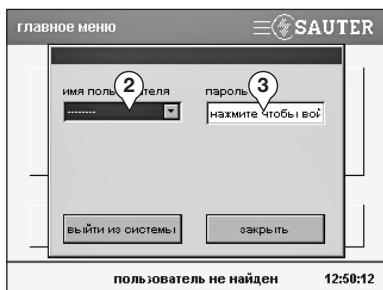 главное меню SAUTER
имя 2 теля пароль 3
-------- нажмите чтобы вой
выйти из системы закрыть
пользователь не найден 12:50:12